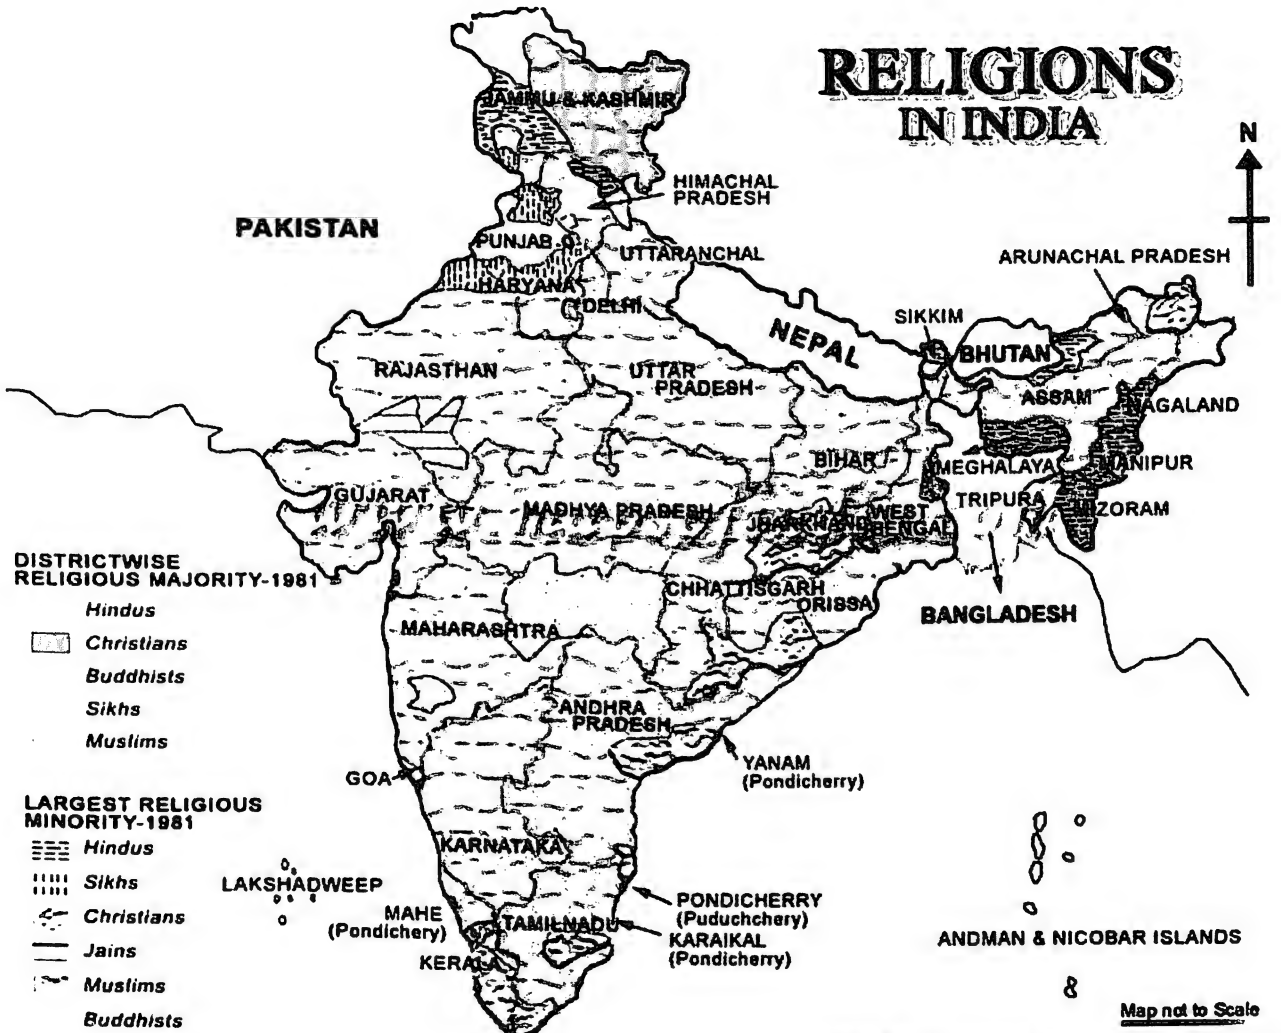 RELIGIONS
IN INDIA
N
JAMMU & KASHMIR
HIMACHAL
PRADESH
PAKISTAN
PUNJAB
UTTARANCHAL
ARUNACHAL PRADESH
HARYANA
DELHI
SIKKIM
NEPAL
BHUTAN
RAJASTHAN
UTTAR
PRADESH
ASSAM
NAGALAND
BIHAR
MEGHALAYA
MANIPUR
GUJARAT
MADHYA PRADESH
JHARKHAND
WEST
BENGAL
TRIPURA
MIZORAM
DISTRICTWISE
RELIGIOUS MAJORITY-1981
Hindus
Christians
Buddhists
Sikhs
Muslims
CHHATTISGARH
ORISSA
BANGLADESH
MAHARASHTRA
ANDHRA
PRADESH
YANAM
(Pondicherry)
GOA
LARGEST RELIGIOUS
MINORITY-1981
Hindus
Sikhs
Christians
Jains
Muslims
Buddhists
KARNATAKA
LAKSHADWEEP
MAHE
(Pondichery)
TAMILNADU
KERALA
PONDICHERRY
(Puduchchery)
KARAIKAL
(Pondicherry)
ANDMAN & NICOBAR ISLANDS
Map not to Scale